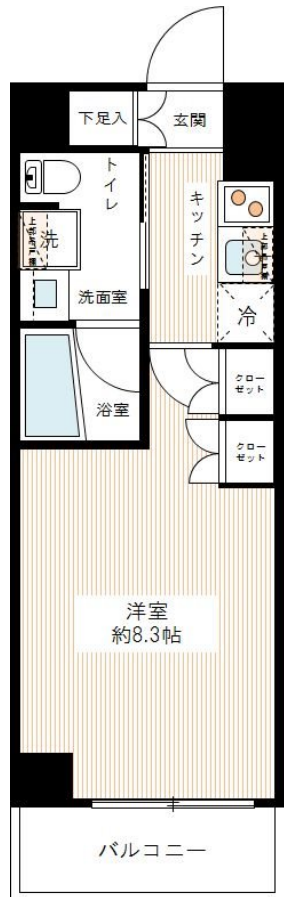 下足入
玄関
トイレ
キッチン
洗
洗面室
冷
浴室
クロー
ゼット
クロー
ゼット
洋室
約8.3帖
バルコニー